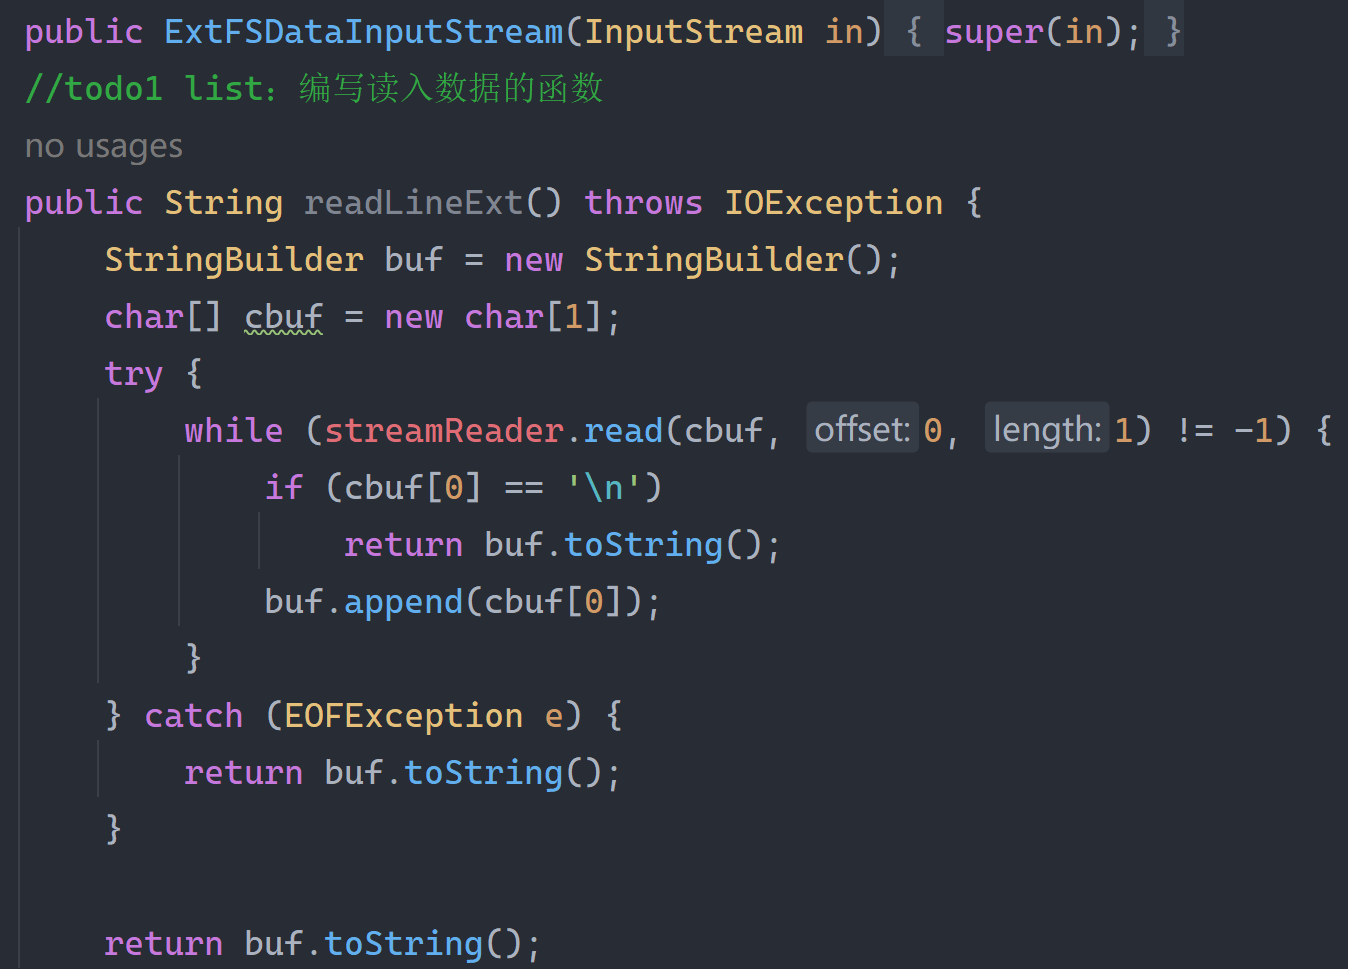 public ExtFSDataInputStream(InputStream in) { super(in); }
//todo1 list：编写读入数据的函数
no usages
public String readLineExt() throws IOException {
StringBuilder buf = new StringBuilder();
char[] cbuf = new char[1];
try {
while (streamReader.read(cbuf, offset: 0, length: 1) != -1) {
if (cbuf[0] == '\n')
return buf.toString();
buf.append(cbuf[0]);
}
} catch (EOFException e) {
return buf.toString();
}
return buf.toString();